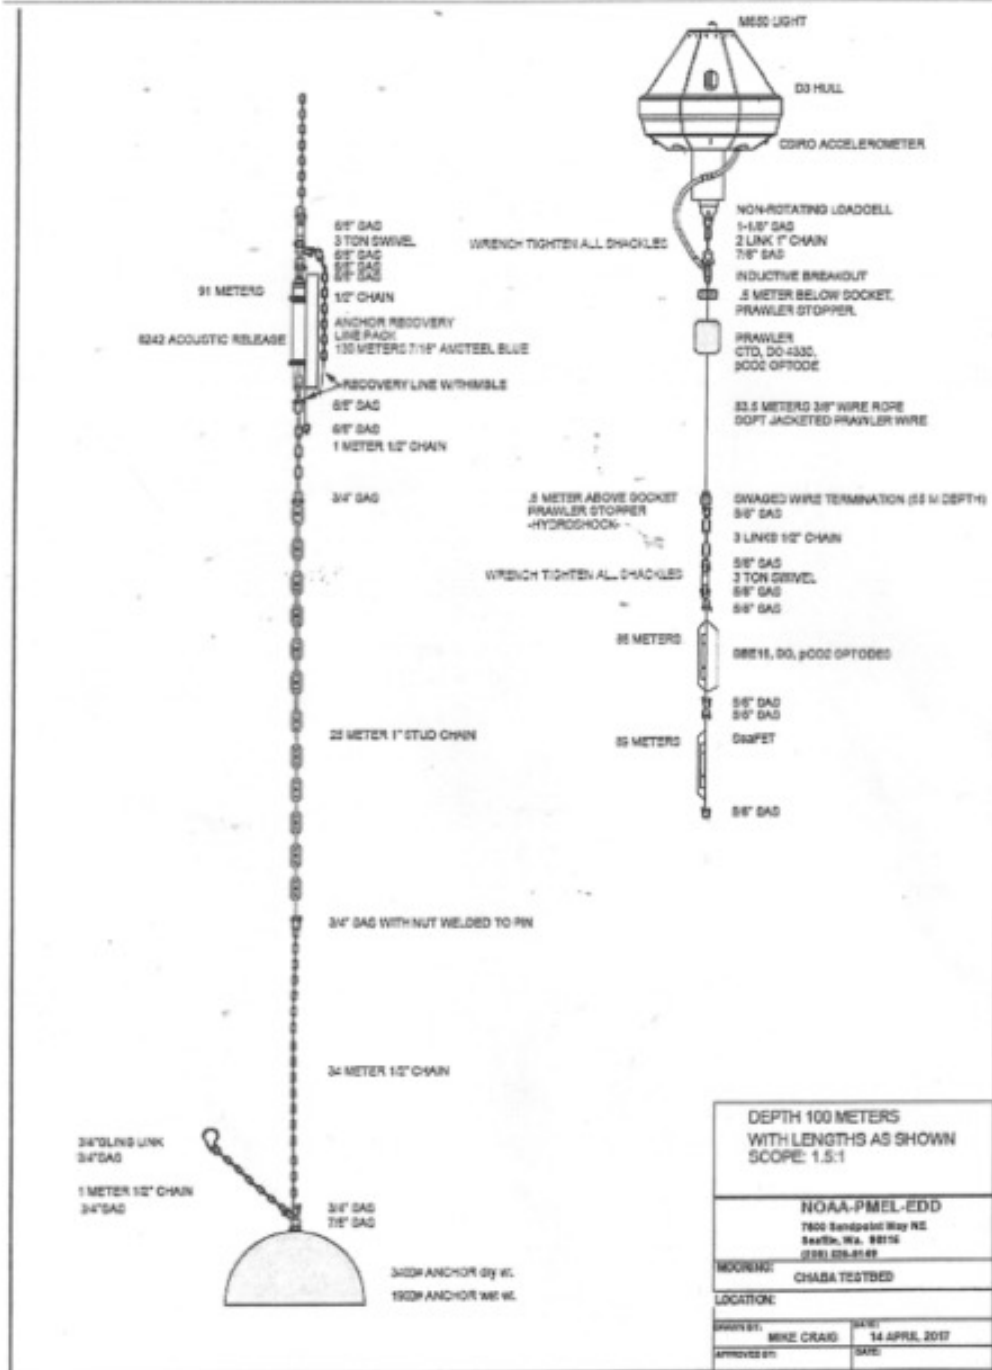 M650 LIGHT
D3 HULL
CSIRO ACCELEROMETER
NON-ROTATING LOADCELL
1-1/8" SAS
2 LINK 1" CHAIN
7/8" SAS
WRENCH TIGHTEN ALL SHACKLES
INDUCTIVE BREAKOUT
.5 METER BELOW SOCKET,
PRAWLER STOPPER.
PRAWLER
CTD, DO 4330,
pCO2 OPTODE
METERS 3/8" WIRE ROPE
SOFT JACKETED PRAWLER WIRE
.5 METER ABOVE SOCKET
PRAWLER STOPPER
-HYDROSHOCK-
SWAGED WIRE TERMINATION M DEPTH)
5/8" SAS
3 LINKS 1/2" CHAIN
WRENCH TIGHTEN ALL SHACKLES
5/8" SAS
3 TON SWIVEL
5/8" SAS
5/8" SAS
METERS
SBE16, DO, pCO2 OPTODES
5/8" SAS
5/8" SAS
METERS
SeaFET
5/8" SAS
5/8" SAS
3 TON SWIVEL
5/8" SAS
5/8" SAS
5/8" SAS
91 METERS
1/2" CHAIN
8242 ACOUSTIC RELEASE
ANCHOR RECOVERY
LINE PACK
130 METERS 7/16" AMSTEEL BLUE
RECOVERY LINE W/THIMBLE
5/8" SAS
5/8" SAS
1 METER 1/2" CHAIN
3/4" SAS
METER 1" STUD CHAIN
3/4" SAS WITH NUT WELDED TO PIN
34 METER 1/2" CHAIN
3/4"SLING LINK
3/4"SAS
1 METER 1/2" CHAIN
3/4"SAS
3/4" SAS
7/8" SAS
ANCHOR dry wt.
ANCHOR wet wt.
DEPTH 100 METERS
WITH LENGTHS AS SHOWN
SCOPE: 1.5:1
NOAA-PMEL-EDD
7600 Sandpoint Way NE
Seattle, Wa. 98115
MOORING:
CHABA TESTBED
LOCATION:
DRAWN BY:
MIKE CRAIG
DATE:
14 APRIL, 2017
APPROVED BY:
DATE: